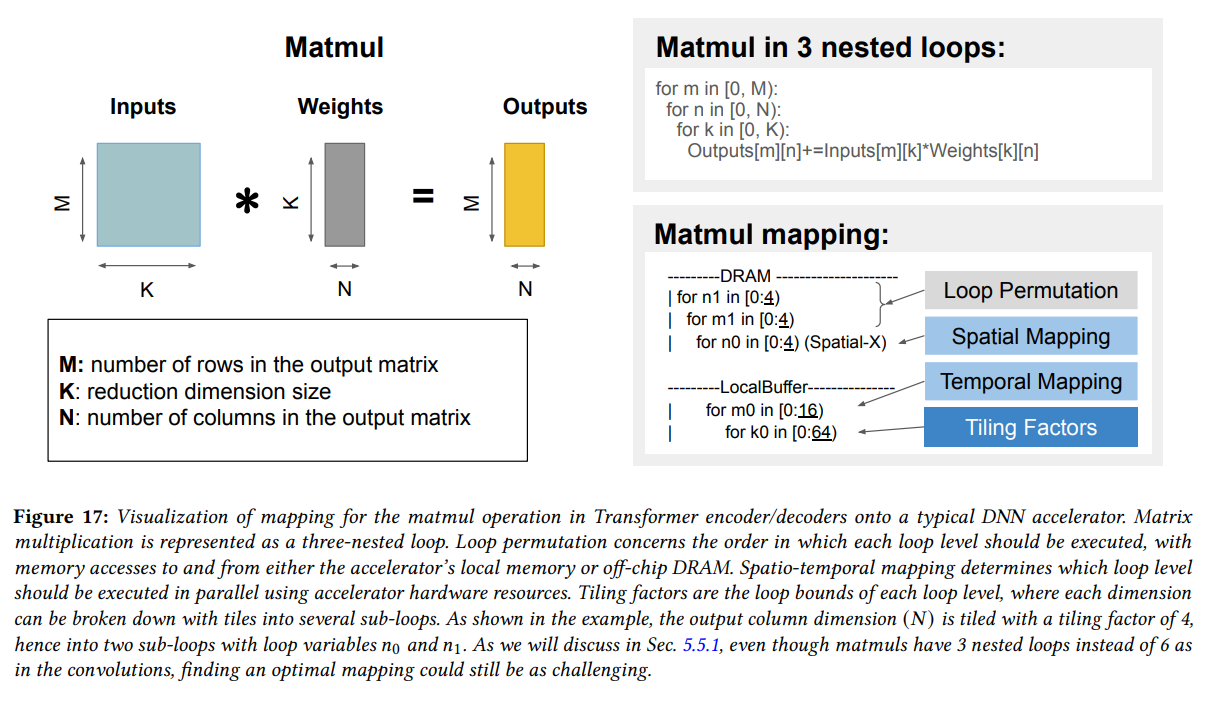 Matmul
Inputs
Weights
Outputs
M
K
*
K
N
=
M
N
M: number of rows in the output matrix
K: reduction dimension size
N: number of columns in the output matrix
Matmul in 3 nested loops:
for m in [0, M):
for n in [0, N):
for k in [0, K):
Outputs[m][n]+=Inputs[m][k]*Weights[k][n]
Matmul mapping:
---------DRAM ---------------------
| for n1 in [0:4)
| for m1 in [0:4)
| for n0 in [0:4) (Spatial-X)
---------LocalBuffer---------------
| for m0 in [0:16)
| for k0 in [0:64)
Loop Permutation
Spatial Mapping
Temporal Mapping
Tiling Factors
Figure 17: Visualization of mapping for the matmul operation in Transformer encoder/decoders onto a typical DNN accelerator. Matrix
multiplication is represented as a three-nested loop. Loop permutation concerns the order in which each loop level should be executed, with
memory accesses to and from either the accelerator's local memory or off-chip DRAM. Spatio-temporal mapping determines which loop level
should be executed in parallel using accelerator hardware resources. Tiling factors are the loop bounds of each loop level, where each dimension
can be broken down with tiles into several sub-loops. As shown in the example, the output column dimension (N) is tiled with a tiling factor of 4,
hence into two sub-loops with loop variables n₀ and n₁. As we will discuss in Sec. 5.5.1, even though matmuls have 3 nested loops instead of 6 as
in the convolutions, finding an optimal mapping could still be as challenging.